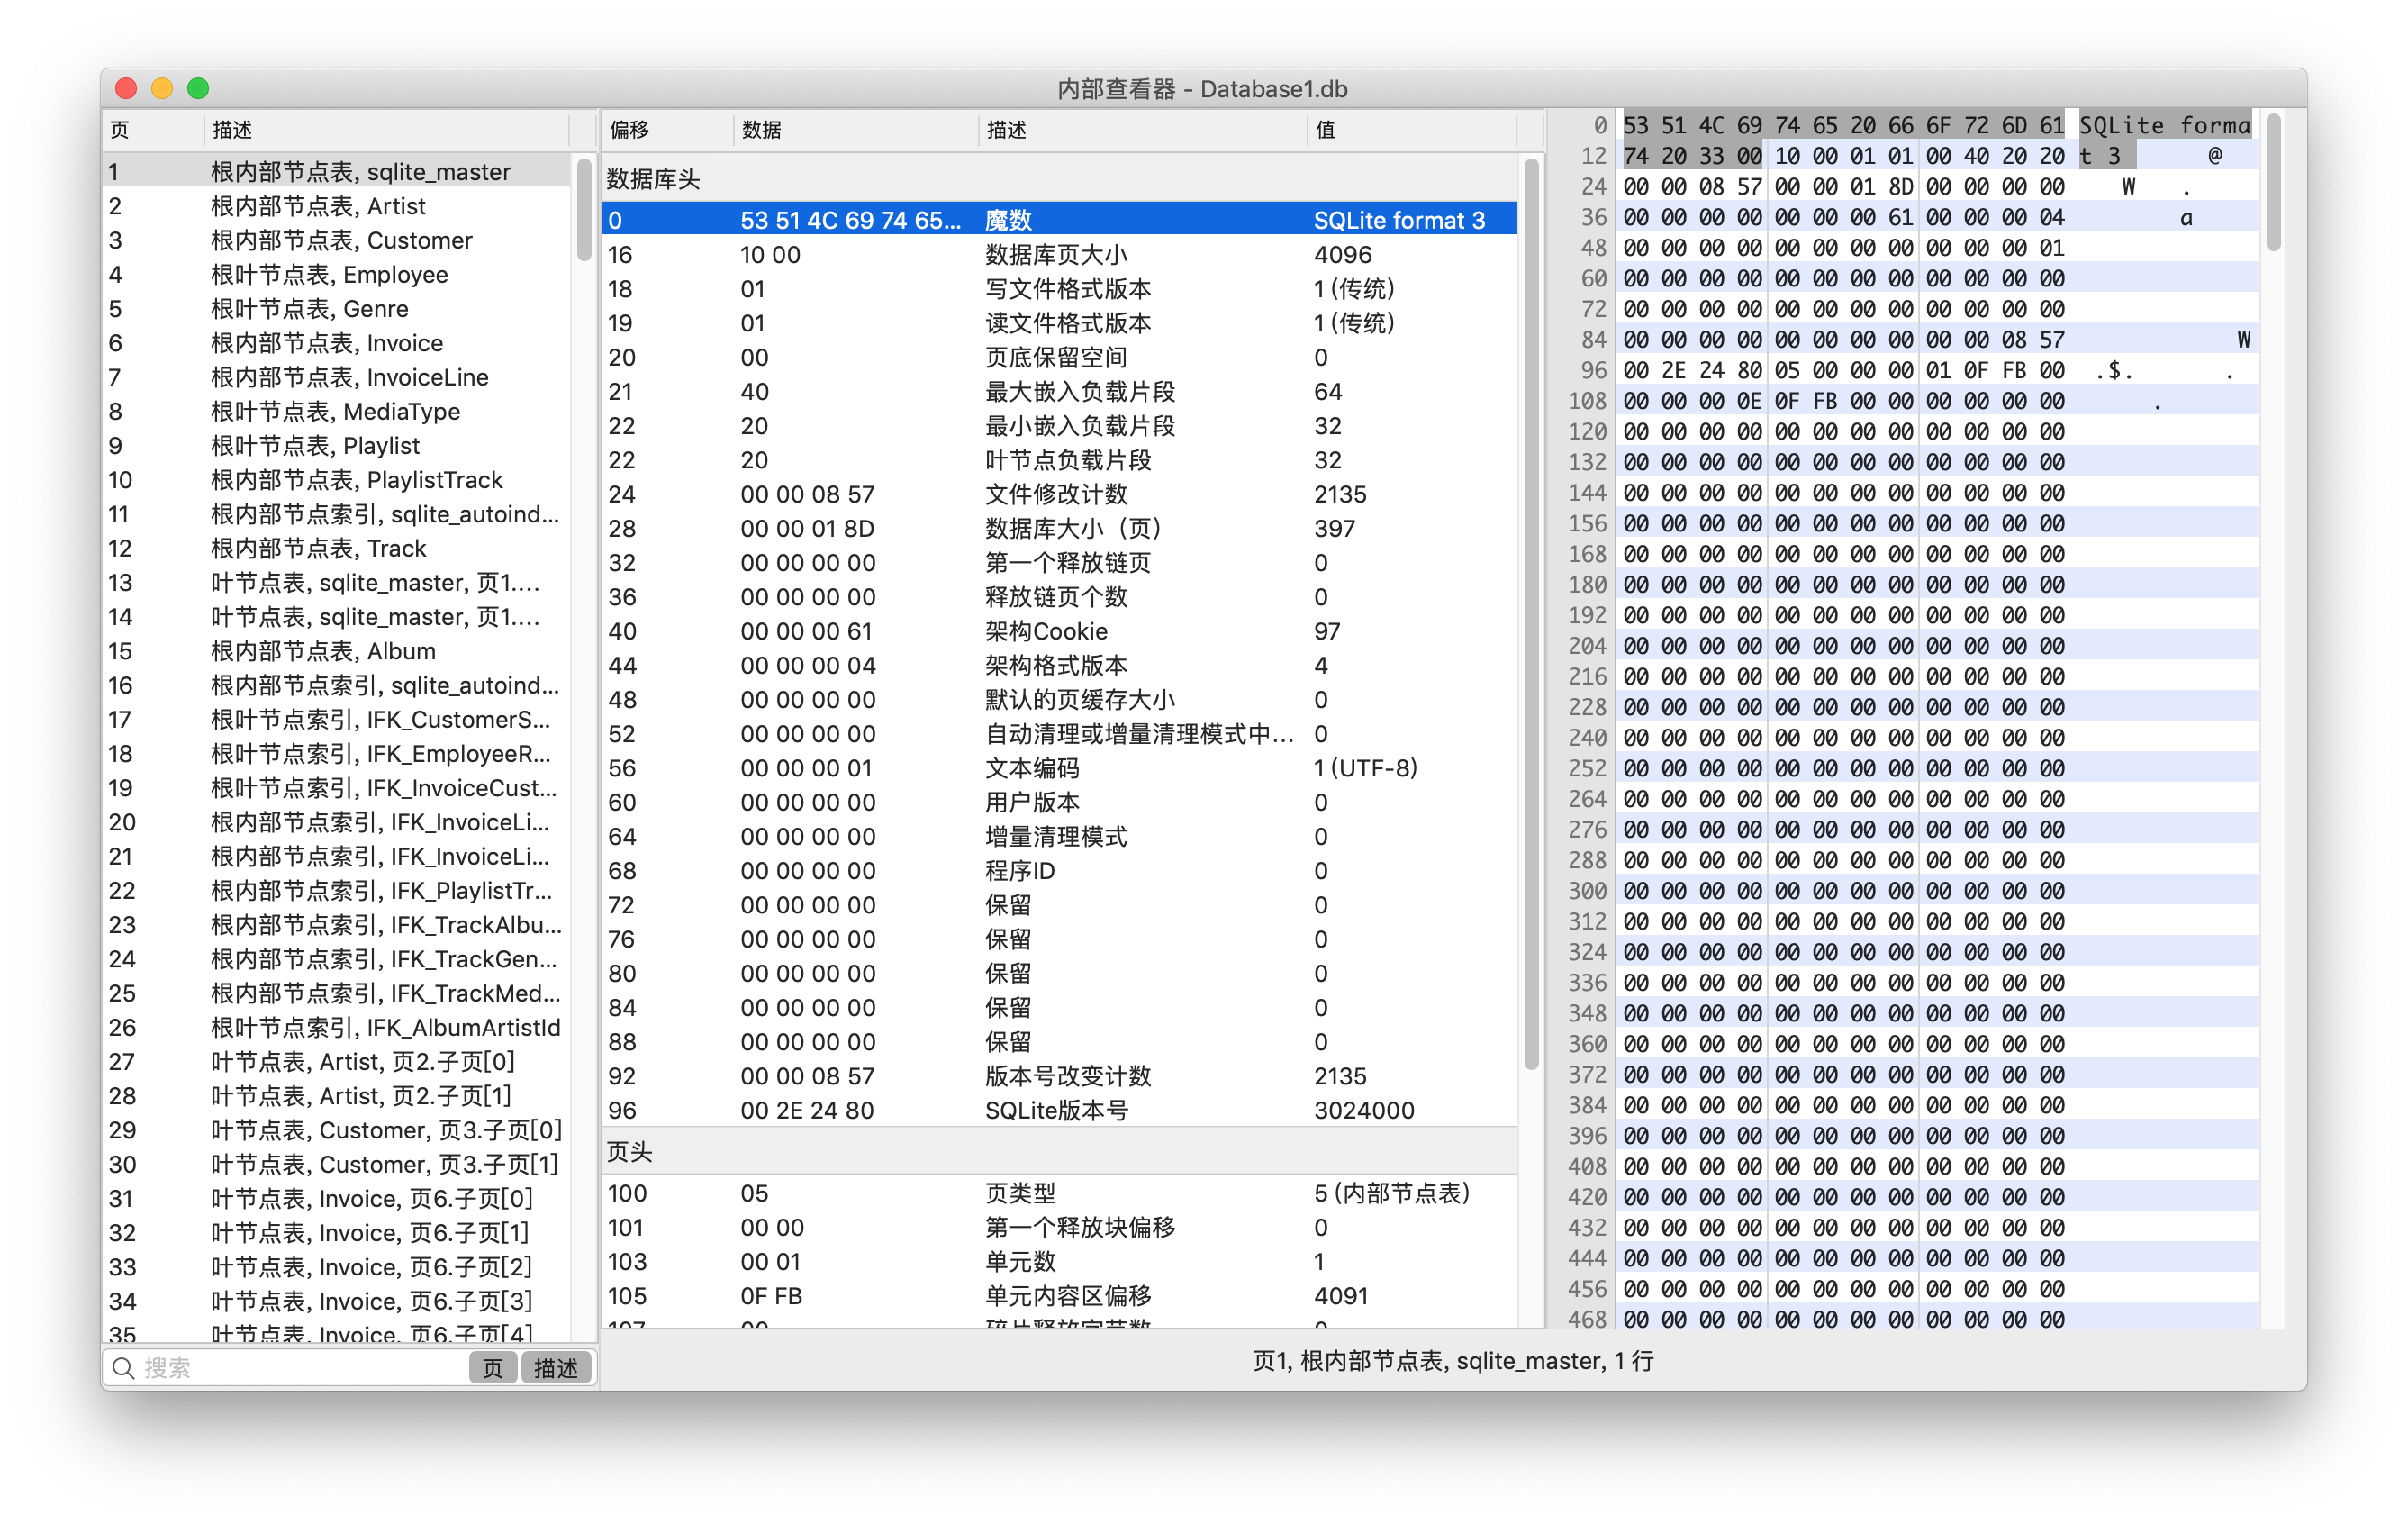 内部查看器 - Database1.db
页 描述
1 根内部节点表, sqlite_master
2 根内部节点表, Artist
3 根内部节点表, Customer
4 根叶节点表, Employee
5 根叶节点表, Genre
6 根内部节点表, Invoice
7 根内部节点表, InvoiceLine
8 根叶节点表, MediaType
9 根叶节点表, Playlist
10 根内部节点表, PlaylistTrack
11 根内部节点索引, sqlite_autoind...
12 根内部节点表, Track
13 叶节点表, sqlite_master, 页1....
14 叶节点表, sqlite_master, 页1....
15 根内部节点表, Album
16 根内部节点索引, sqlite_autoind...
17 根叶节点索引, IFK_CustomerS...
18 根叶节点索引, IFK_EmployeeR...
19 根叶节点索引, IFK_InvoiceCust...
20 根内部节点索引, IFK_InvoiceLi...
21 根内部节点索引, IFK_InvoiceLi...
22 根内部节点索引, IFK_PlaylistTr...
23 根内部节点索引, IFK_TrackAlbu...
24 根内部节点索引, IFK_TrackGen...
25 根内部节点索引, IFK_TrackMed...
26 根叶节点索引, IFK_AlbumArtistId
27 叶节点表, Artist, 页2.子页[0]
28 叶节点表, Artist, 页2.子页[1]
29 叶节点表, Customer, 页3.子页[0]
30 叶节点表, Customer, 页3.子页[1]
31 叶节点表, Invoice, 页6.子页[0]
32 叶节点表, Invoice, 页6.子页[1]
33 叶节点表, Invoice, 页6.子页[2]
34 叶节点表, Invoice, 页6.子页[3]
35 叶节点表, Invoice, 页6.子页[4]
搜索 页 描述
偏移 数据 描述 值
数据库头
0 53 51 4C 69 74 65... 魔数 SQLite format 3
16 10 00 数据库页大小 4096
18 01 写文件格式版本 1 (传统)
19 01 读文件格式版本 1 (传统)
20 00 页底保留空间 0
21 40 最大嵌入负载片段 64
22 20 最小嵌入负载片段 32
22 20 叶节点负载片段 32
24 00 00 08 57 文件修改计数 2135
28 00 00 01 8D 数据库大小（页） 397
32 00 00 00 00 第一个释放链页 0
36 00 00 00 00 释放链页个数 0
40 00 00 00 61 架构Cookie 97
44 00 00 00 04 架构格式版本 4
48 00 00 00 00 默认的页缓存大小 0
52 00 00 00 00 自动清理或增量清理模式中... 0
56 00 00 00 01 文本编码 1 (UTF-8)
60 00 00 00 00 用户版本 0
64 00 00 00 00 增量清理模式 0
68 00 00 00 00 程序ID 0
72 00 00 00 00 保留 0
76 00 00 00 00 保留 0
80 00 00 00 00 保留 0
84 00 00 00 00 保留 0
88 00 00 00 00 保留 0
92 00 00 08 57 版本号改变计数 2135
96 00 2E 24 80 SQLite版本号 3024000
页头
100 05 页类型 5 (内部节点表)
101 00 00 第一个释放块偏移 0
103 00 01 单元数 1
105 0F FB 单元内容区偏移 4091
107 00 碎片释放字节数 0
0 53 51 4C 69 74 65 20 66 6F 72 6D 61 SQLite forma
12 74 20 33 00 10 00 01 01 00 40 20 20 t 3 @
24 00 00 08 57 00 00 01 8D 00 00 00 00 W .
36 00 00 00 00 00 00 00 61 00 00 00 04 a
48 00 00 00 00 00 00 00 00 00 00 00 01
60 00 00 00 00 00 00 00 00 00 00 00 00
72 00 00 00 00 00 00 00 00 00 00 00 00
84 00 00 00 00 00 00 00 00 00 00 08 57 W
96 00 2E 24 80 05 00 00 00 01 0F FB 00 .$. .
108 00 00 00 0E 0F FB 00 00 00 00 00 00 .
120 00 00 00 00 00 00 00 00 00 00 00 00
132 00 00 00 00 00 00 00 00 00 00 00 00
144 00 00 00 00 00 00 00 00 00 00 00 00
156 00 00 00 00 00 00 00 00 00 00 00 00
168 00 00 00 00 00 00 00 00 00 00 00 00
180 00 00 00 00 00 00 00 00 00 00 00 00
192 00 00 00 00 00 00 00 00 00 00 00 00
204 00 00 00 00 00 00 00 00 00 00 00 00
216 00 00 00 00 00 00 00 00 00 00 00 00
228 00 00 00 00 00 00 00 00 00 00 00 00
240 00 00 00 00 00 00 00 00 00 00 00 00
252 00 00 00 00 00 00 00 00 00 00 00 00
264 00 00 00 00 00 00 00 00 00 00 00 00
276 00 00 00 00 00 00 00 00 00 00 00 00
288 00 00 00 00 00 00 00 00 00 00 00 00
300 00 00 00 00 00 00 00 00 00 00 00 00
312 00 00 00 00 00 00 00 00 00 00 00 00
324 00 00 00 00 00 00 00 00 00 00 00 00
336 00 00 00 00 00 00 00 00 00 00 00 00
348 00 00 00 00 00 00 00 00 00 00 00 00
360 00 00 00 00 00 00 00 00 00 00 00 00
372 00 00 00 00 00 00 00 00 00 00 00 00
384 00 00 00 00 00 00 00 00 00 00 00 00
396 00 00 00 00 00 00 00 00 00 00 00 00
408 00 00 00 00 00 00 00 00 00 00 00 00
420 00 00 00 00 00 00 00 00 00 00 00 00
432 00 00 00 00 00 00 00 00 00 00 00 00
444 00 00 00 00 00 00 00 00 00 00 00 00
456 00 00 00 00 00 00 00 00 00 00 00 00
468 00 00 00 00 00 00 00 00 00 00 00 00
页1, 根内部节点表, sqlite_master, 1 行